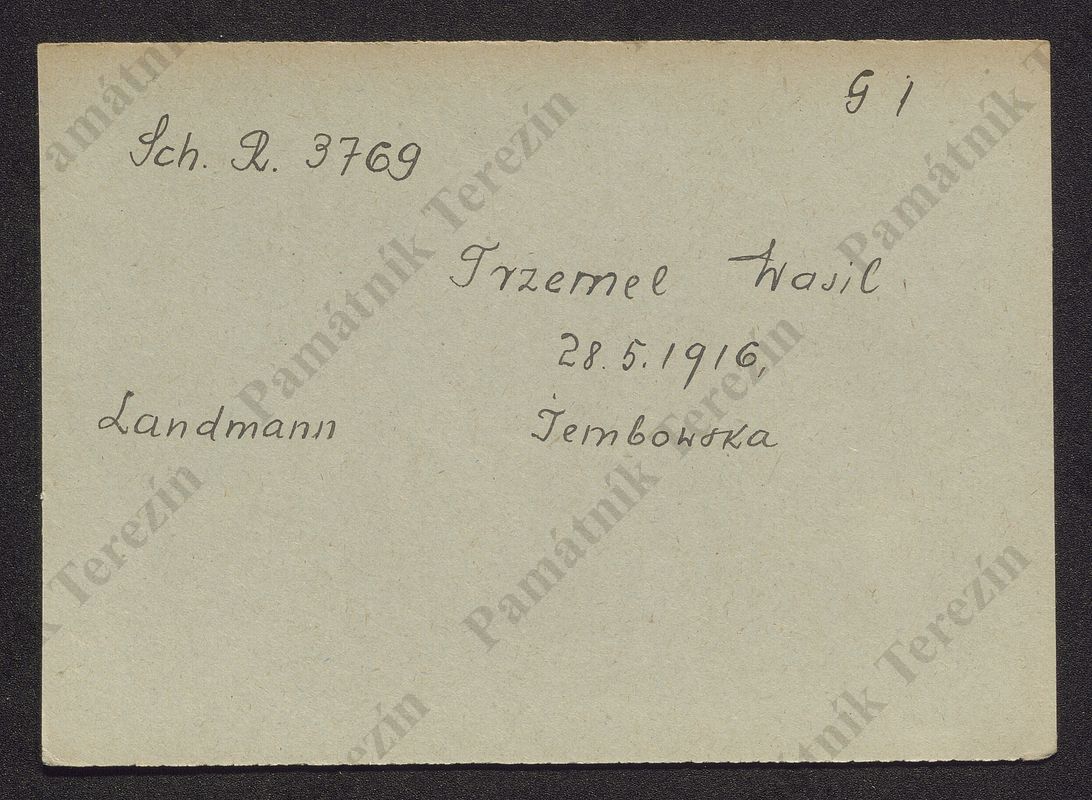 G 1
Sch. R. 3769
Trzemel Wasil
28.5.1916,
Landmann Tembowska
Památník Terezín